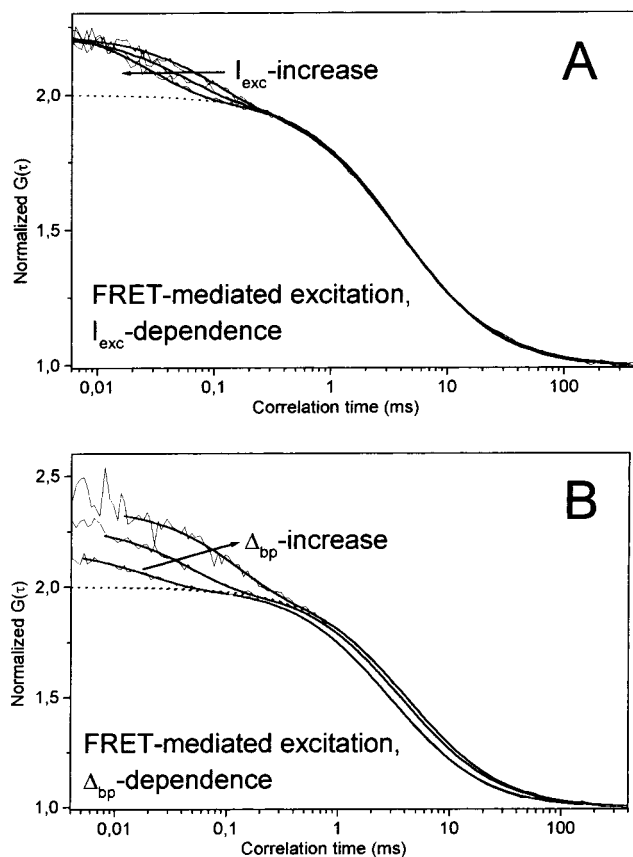 A
I_exc-increase
2,0
1,5
1,0
Normalized G(τ)
FRET-mediated excitation,
I_exc-dependence
0,01 0,1 1 10 100
Correlation time (ms)
B
2,5
Δ_bp-increase
2,0
1,5
1,0
Normalized G(τ)
FRET-mediated excitation,
Δ_bp-dependence
0,01 0,1 1 10 100
Correlation time (ms)